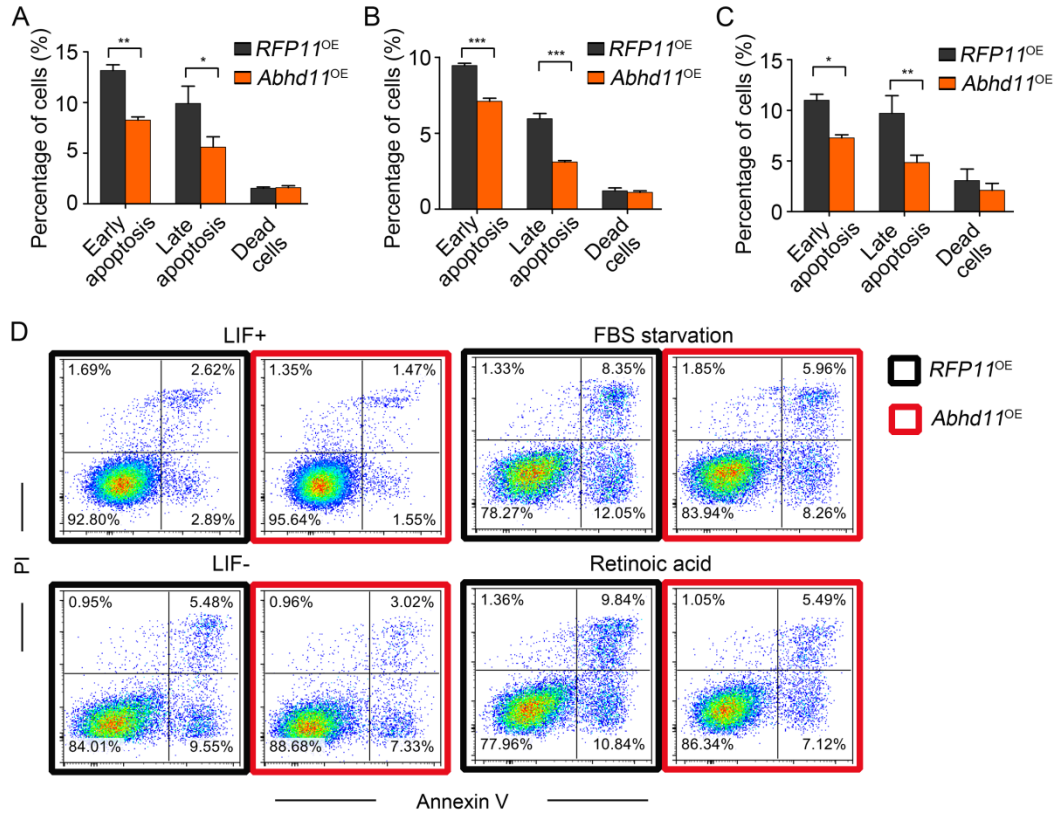 A
Percentage of cells (%)
15
10
5
0
**
*
RFP11OE
Abhd11OE
Early
apoptosis
Late
apoptosis
Dead
cells
B
Percentage of cells (%)
10
5
0
***
***
RFP11OE
Abhd11OE
Early
apoptosis
Late
apoptosis
Dead
cells
C
Percentage of cells (%)
15
10
5
0
*
**
RFP11OE
Abhd11OE
Early
apoptosis
Late
apoptosis
Dead
cells
D
LIF+
FBS starvation
1.69% 2.62%
92.80% 2.89%
1.35% 1.47%
95.64% 1.55%
1.33% 8.35%
78.27% 12.05%
1.85% 5.96%
83.94% 8.26%
RFP11OE
Abhd11OE
PI
LIF-
Retinoic acid
0.95% 5.48%
84.01% 9.55%
0.96% 3.02%
88.68% 7.33%
1.36% 9.84%
77.96% 10.84%
1.05% 5.49%
86.34% 7.12%
Annexin V